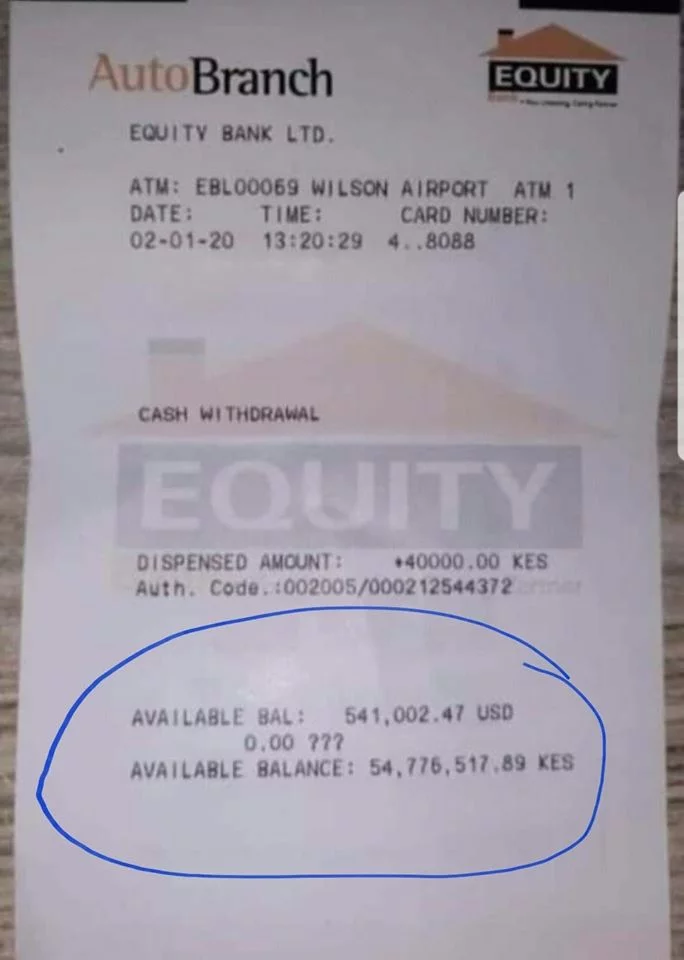 AutoBranch
EQUITY
EQUITY BANK LTD.
ATM: EBL00069 WILSON AIRPORT ATM 1
DATE: TIME: CARD NUMBER:
02-01-20 13:20:29 4..8088
CASH WITHDRAWAL
EQUITY
DISPENSED AMOUNT: *40000.00 KES
Auth. Code.:002005/000212544372
AVAILABLE BAL: 541,002.47 USD
0.00 ???
AVAILABLE BALANCE: 54,776,517.89 KES